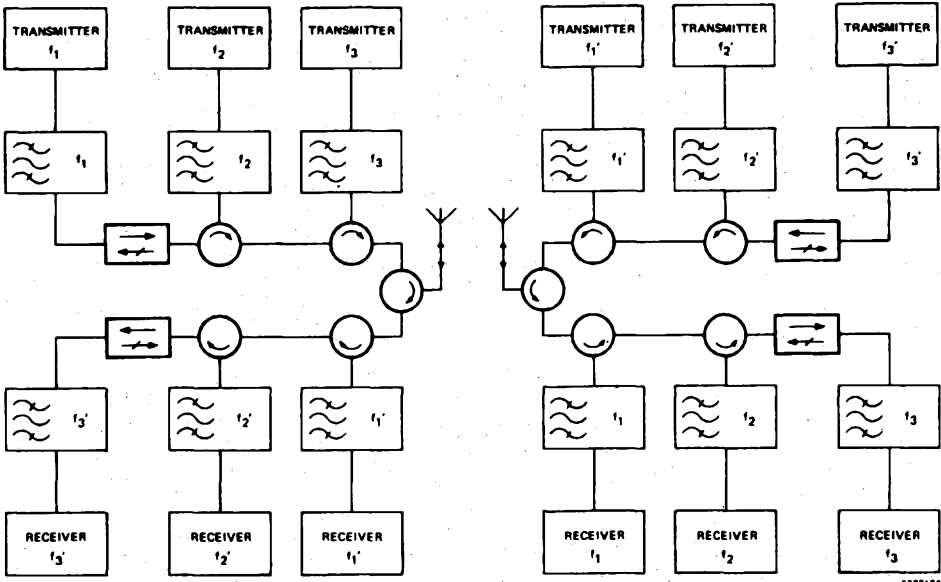 TRANSMITTER TRANSMITTER TRANSMITTER TRANSMITTER TRANSMITTER TRANSMITTER
f1 f2 f3 f1' f2' f3'
f1 f2 f3 f1' f2' f3'
f3' f2' f1' f1 f2 f3
RECEIVER RECEIVER RECEIVER RECEIVER RECEIVER RECEIVER
f3' f2' f1' f1 f2 f3